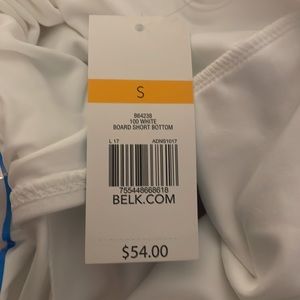 S
B64238
100 WHITE
BOARD SHORT BOTTOM
L 17 ADNS1017
755448668618
BELK.COM
$54.00